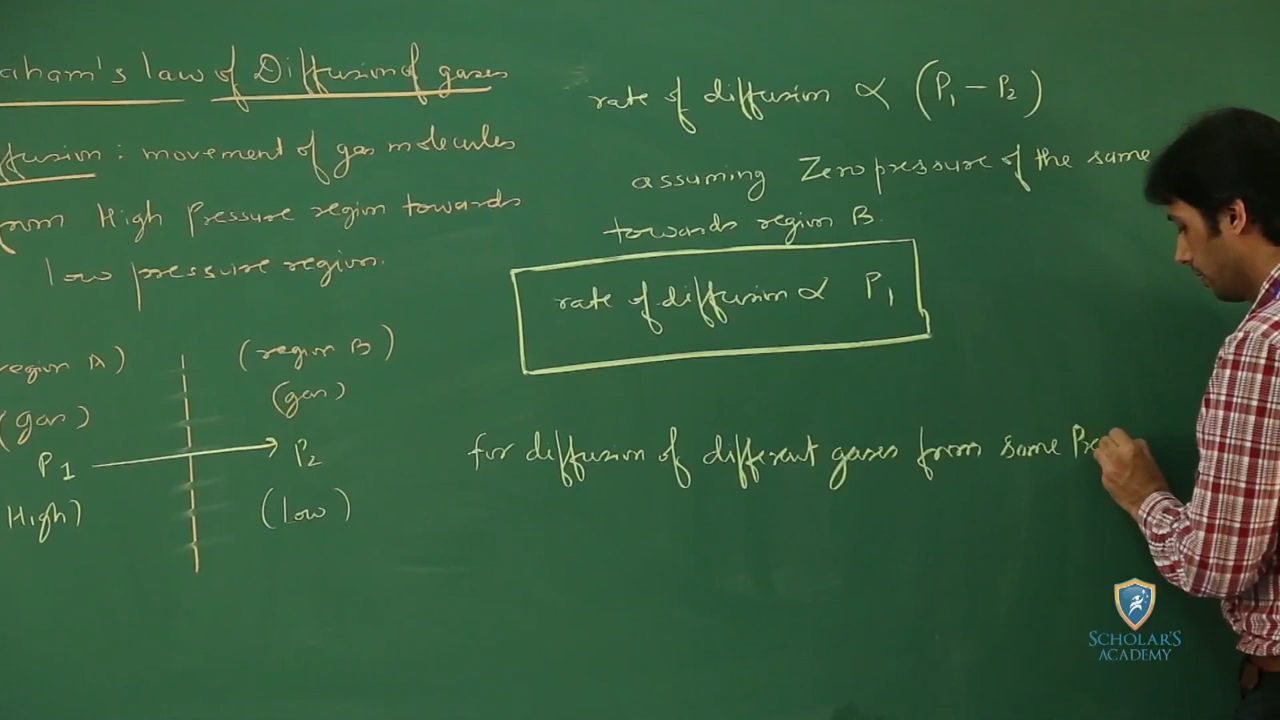 aham's law of Diffusion of gases
ffusion: movement of gas molecules
from High Pressure region towards
low pressure region.
region A)
(region B)
(gas)
(gas)
P1
P2
High)
(low)
rate of diffusion ∝ (P1 − P2)
assuming Zero pressure of the same
towards region B.
rate of diffusion ∝ P1
for diffusion of different gases from same Pre
SCHOLAR'S
ACADEMY